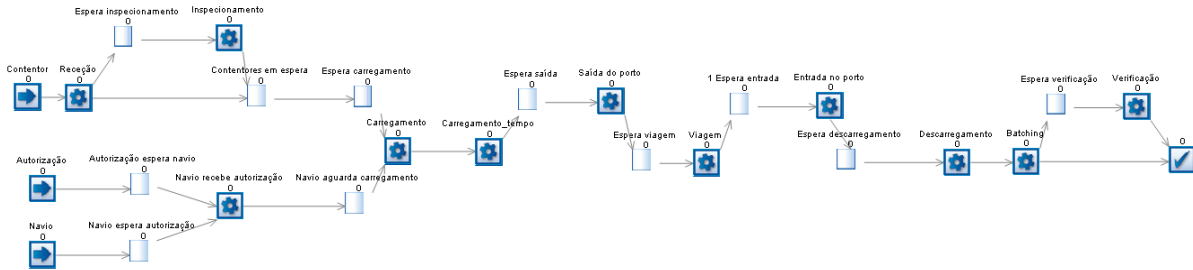 Espera inspecionamento
0
Inspecionamento
0
Contentor
0
Receção
0
Contentores em espera
0
Espera carregamento
0
Espera saída
0
Saída do porto
0
1 Espera entrada
0
Entrada no porto
0
Espera verificação
0
Verificação
0
Carregamento
0
Carregamento_tempo
0
Espera viagem
0
Viagem
0
Espera descarregamento
0
Descarregamento
0
Batching
0
0
Autorização
0
Autorização espera navio
0
Navio recebe autorização
0
Navio aguarda carregamento
0
Navio
0
Navio espera autorização
0